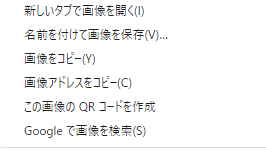 新しいタブで画像を開く(I)
名前を付けて画像を保存(V)...
画像をコピー(Y)
画像アドレスをコピー(C)
この画像の QR コードを作成
Google で画像を検索(S)